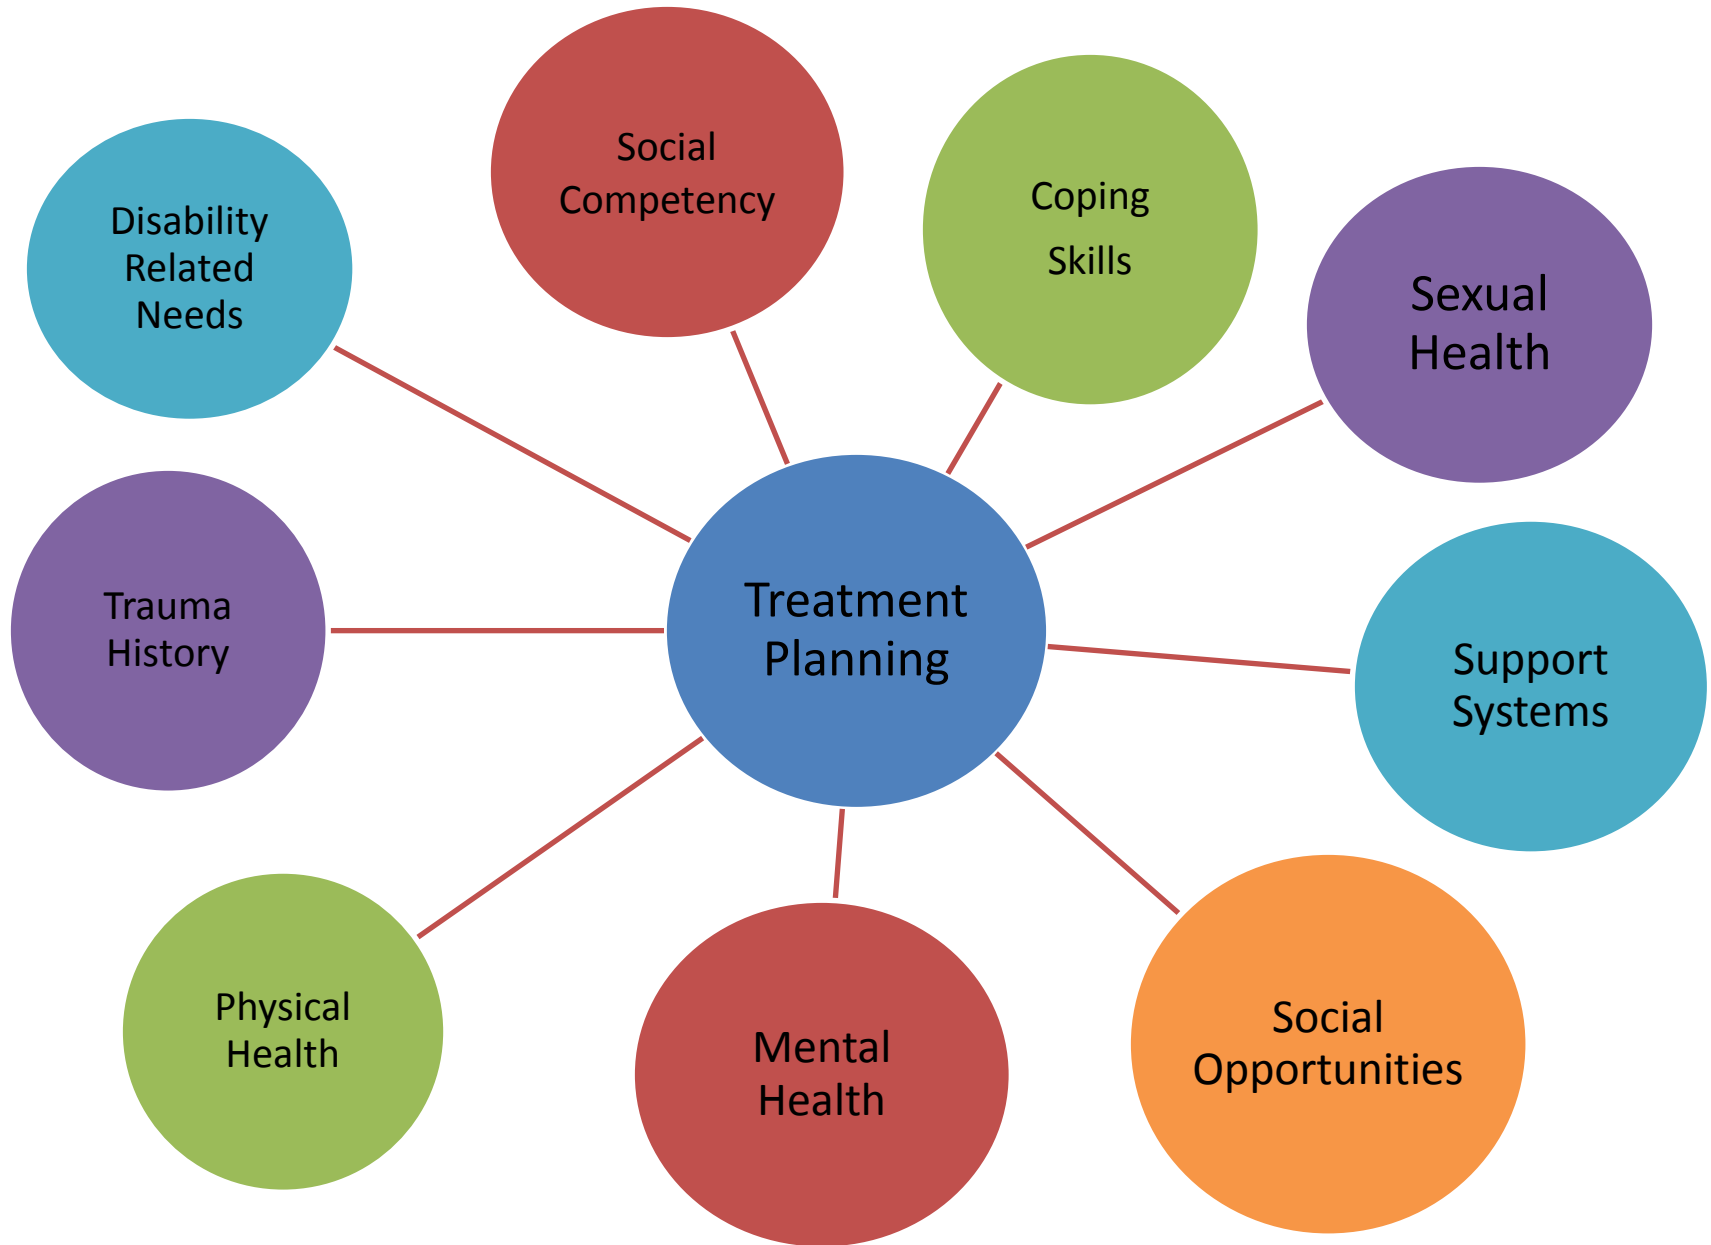 Social
Competency
Coping
Skills
Disability
Related
Needs
Sexual
Health
Trauma
History
Treatment
Planning
Support
Systems
Physical
Health
Mental
Health
Social
Opportunities